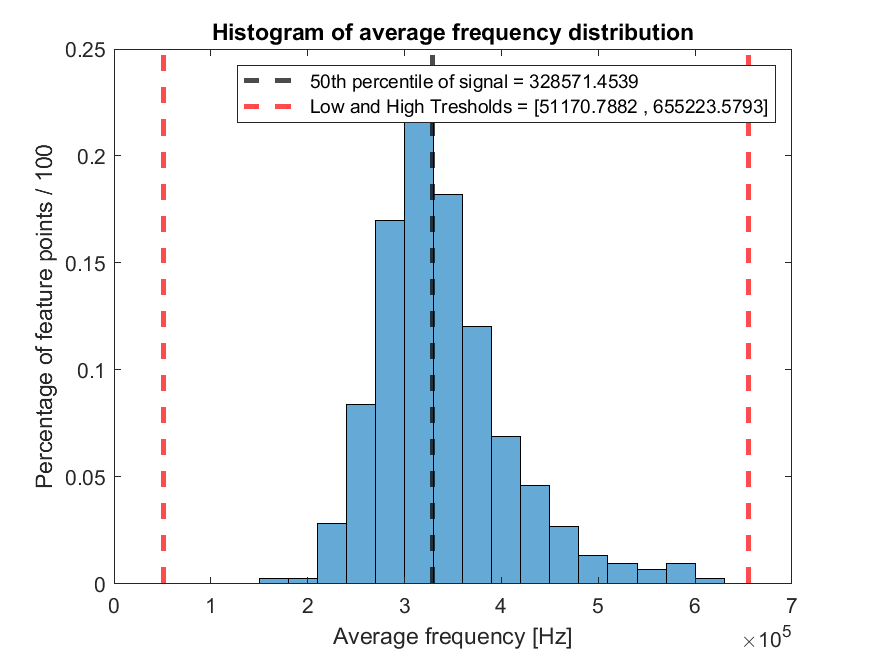 Histogram of average frequency distribution
0.25
50th percentile of signal = 328571.4539
Low and High Tresholds = [51170.7882 , 655223.5793]
0.2
0.15
0.1
0.05
0
Percentage of feature points / 100
0 1 2 3 4 5 6 7
Average frequency [Hz]
×10^5